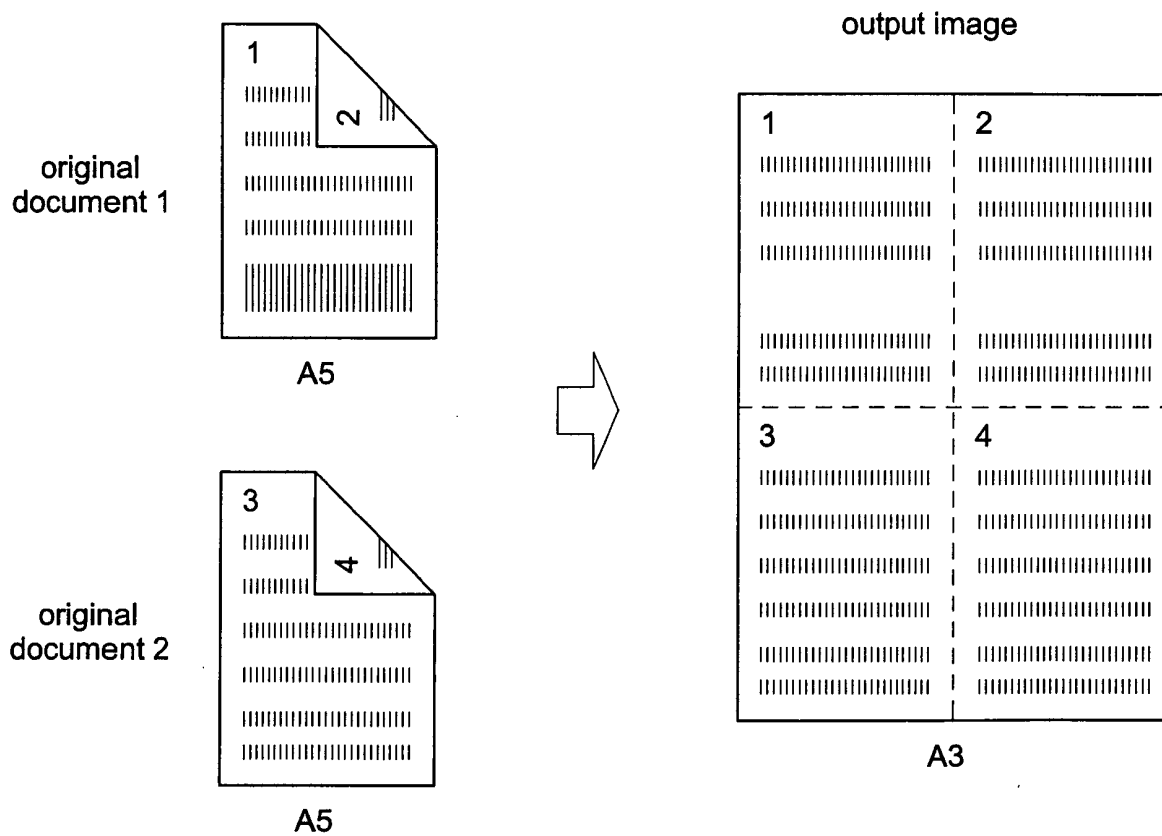 output image
1
2
original
document 1
A5
3
4
original
document 2
A5
1
2
3
4
A3